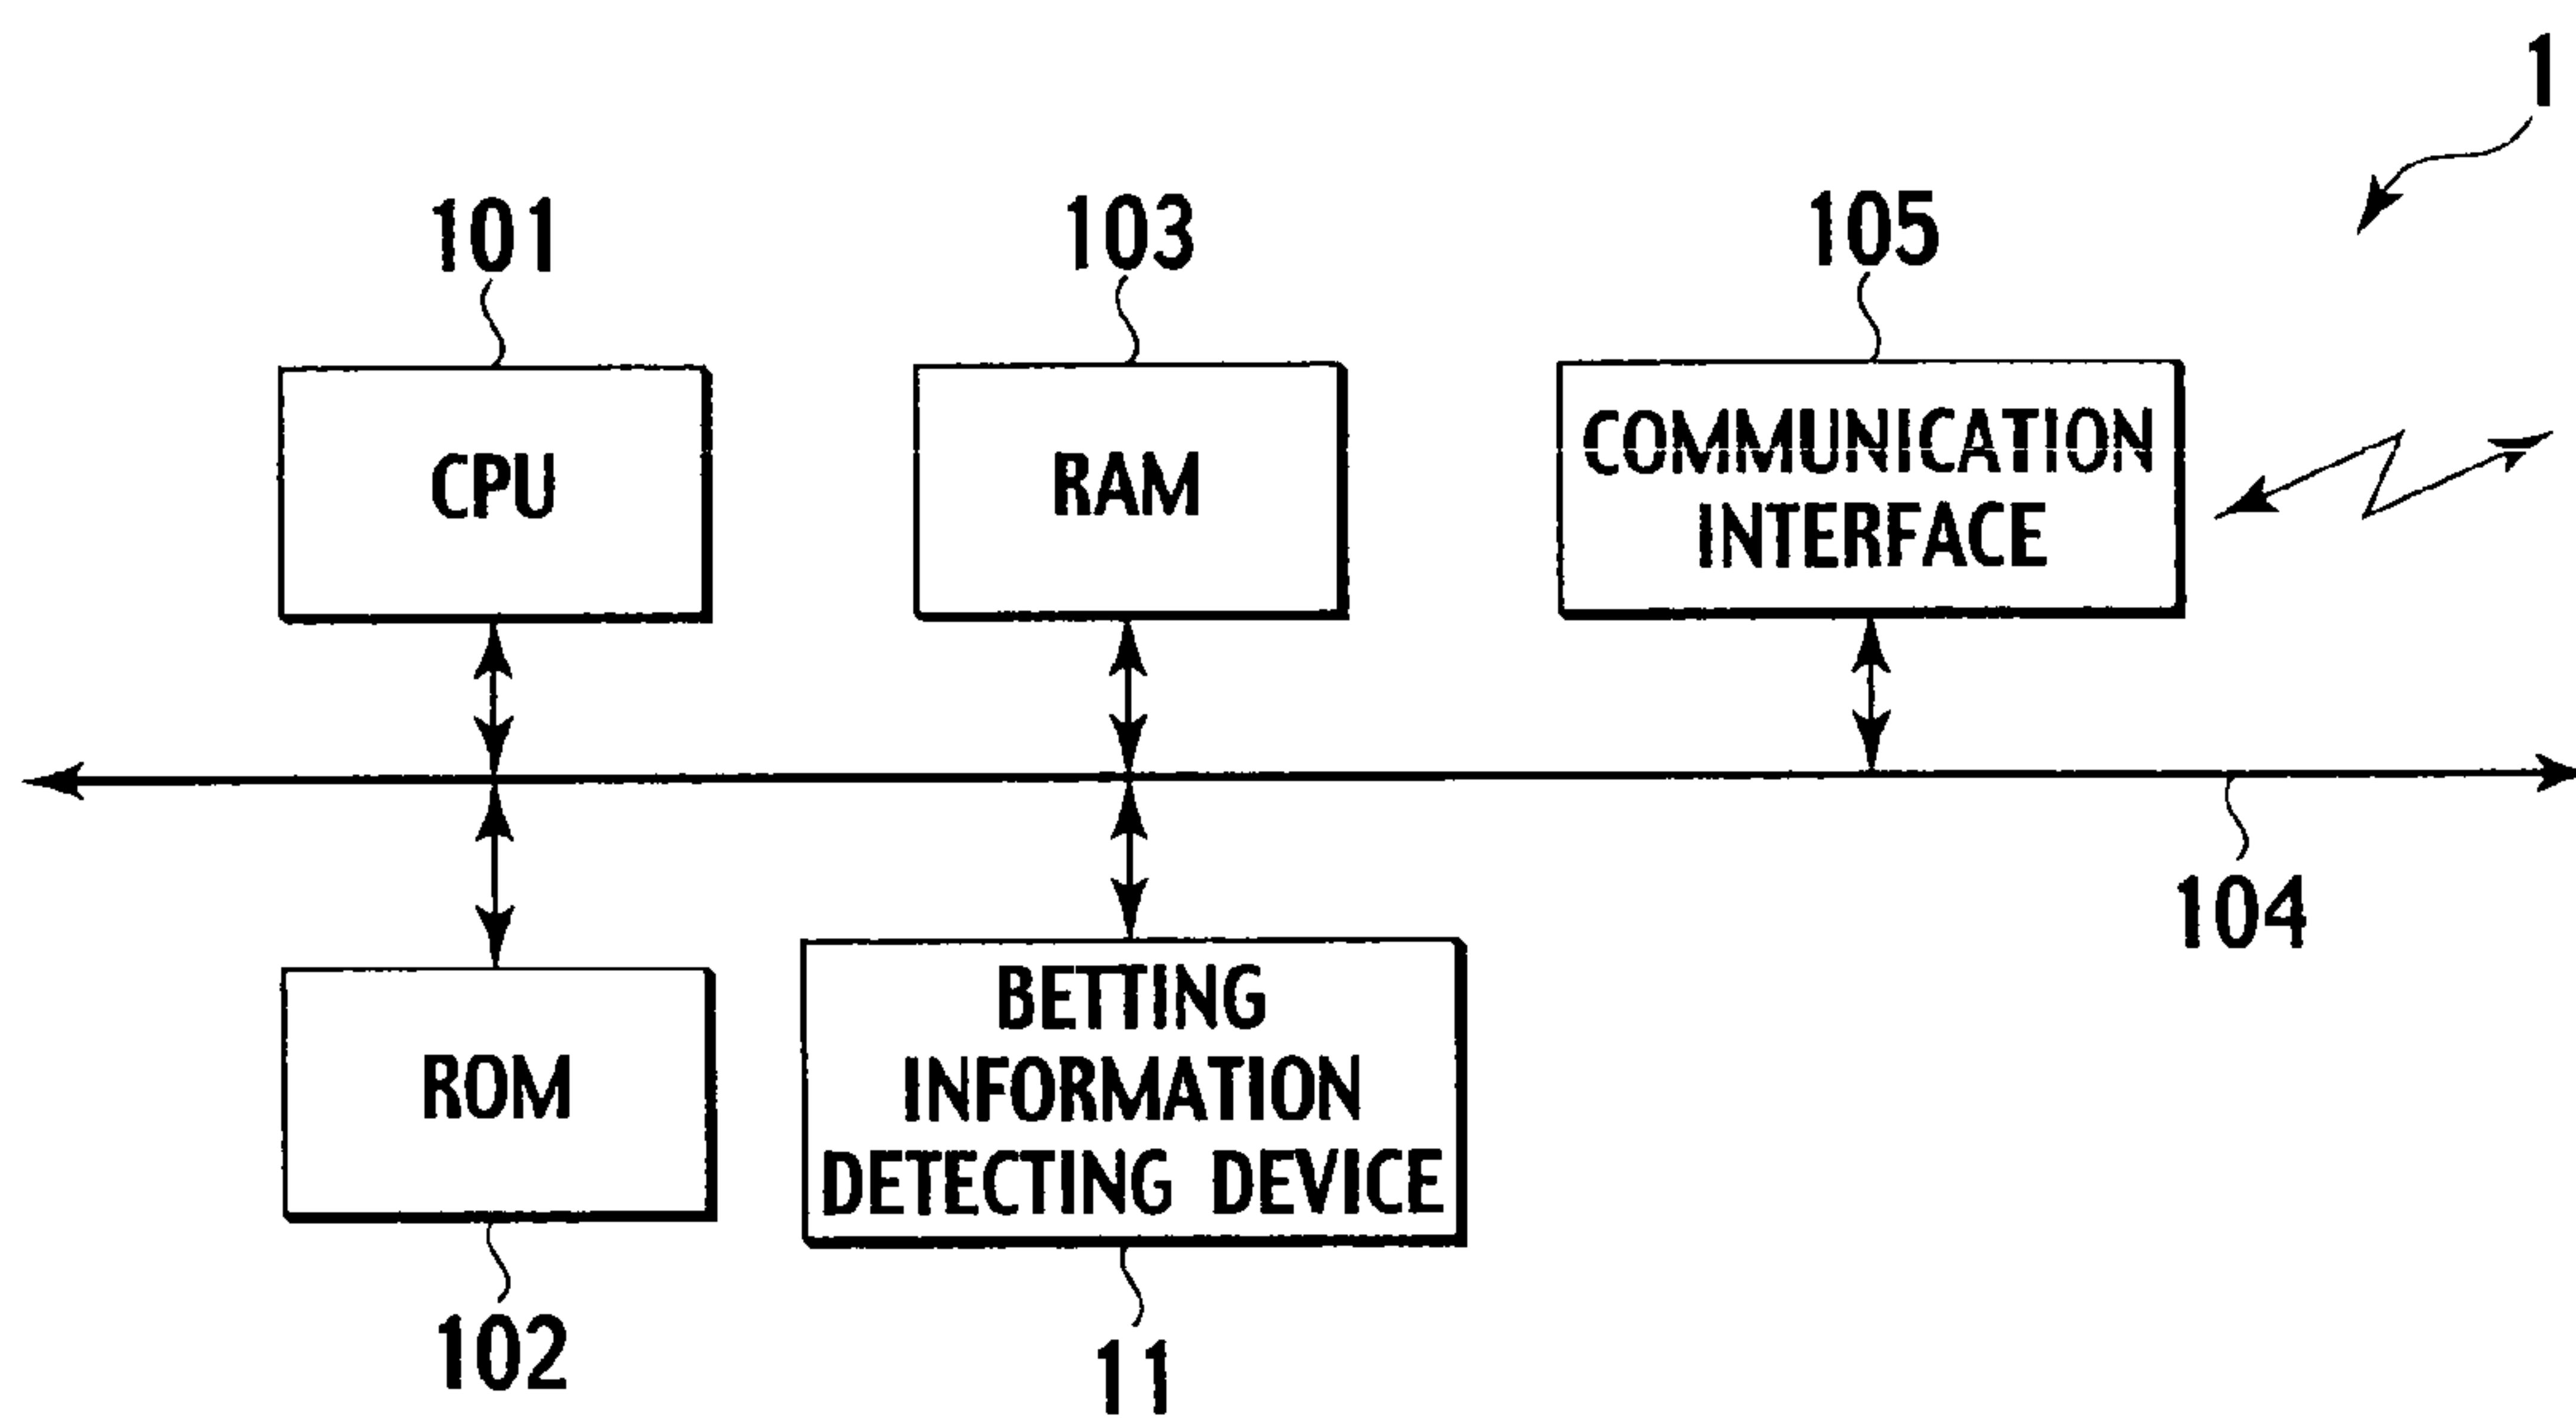 1
101
103
105
CPU
RAM
COMMUNICATION
INTERFACE
104
ROM
BETTING
INFORMATION
DETECTING DEVICE
102
11